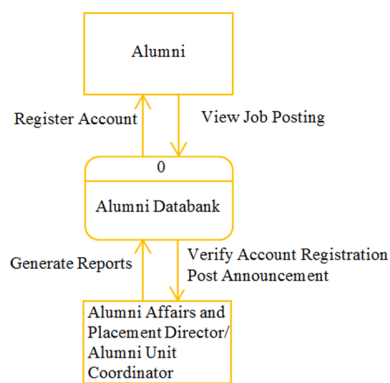 Alumni
Register Account
View Job Posting
0
Alumni Databank
Generate Reports
Verify Account Registration
Post Announcement
Alumni Affairs and
Placement Director/
Alumni Unit
Coordinator